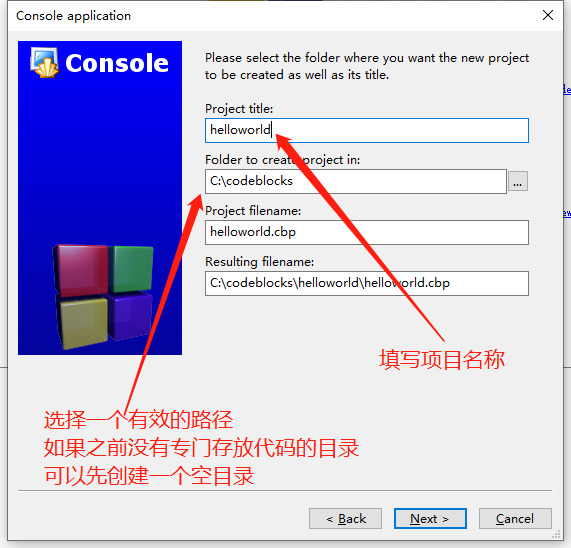 Console application
Console
Please select the folder where you want the new project
to be created as well as its title.
Project title:
helloworld
Folder to create project in:
C:\codeblocks
...
Project filename:
helloworld.cbp
Resulting filename:
C:\codeblocks\helloworld\helloworld.cbp
填写项目名称
选择一个有效的路径
如果之前没有专门存放代码的目录
可以先创建一个空目录
< Back
Next >
Cancel